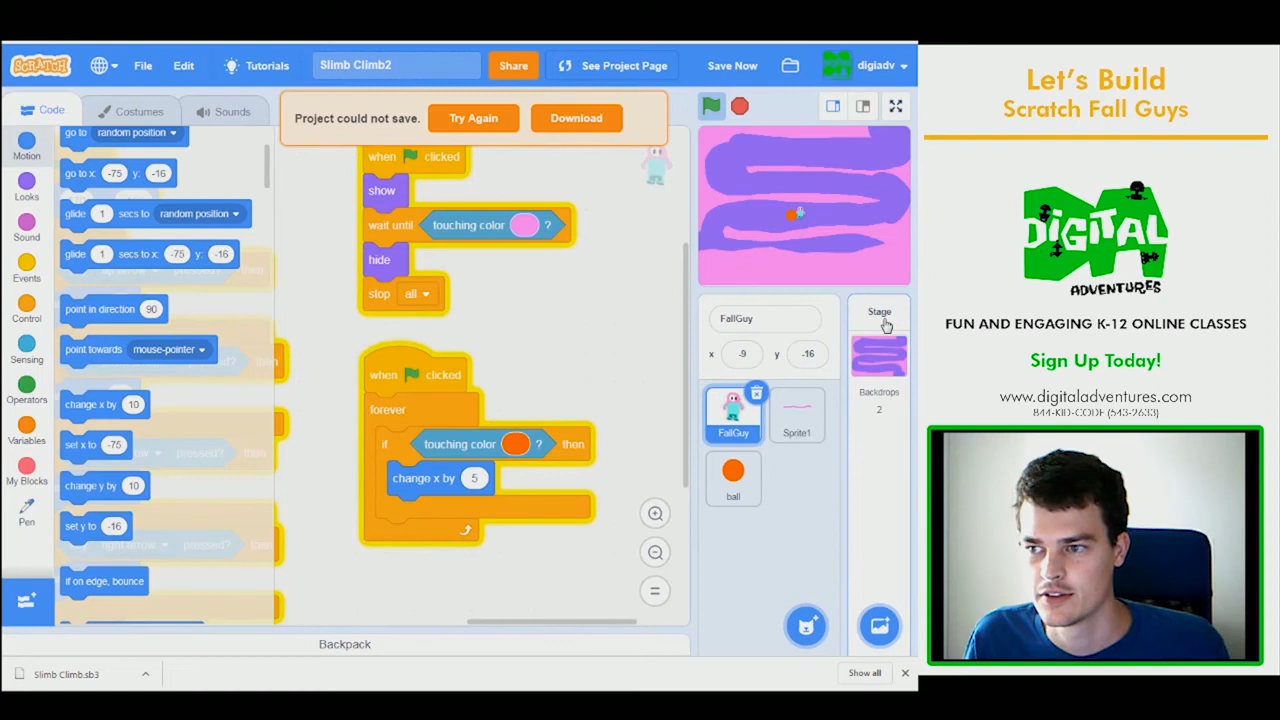 SCRATCH
File
Edit
Tutorials
Slimb Climb2
Share
See Project Page
Save Now
digiadv
Code
Costumes
Sounds
Project could not save.
Try Again
Download
Motion
Looks
Sound
Events
Control
Sensing
Operators
Variables
My Blocks
Pen
go to random position
go to x: -75 y: -16
glide 1 secs to random position
glide 1 secs to x: -75 y: -16
point in direction 90
point towards mouse-pointer
change x by 10
set x to -75
change y by 10
set y to -16
if on edge, bounce
when clicked
show
wait until touching color ?
hide
stop all
when clicked
forever
if touching color ? then
change x by 5
FallGuy
x -9 y -16
FallGuy
Sprite1
ball
Stage
Backdrops
2
Backpack
Slimb Climb.sb3
Show all
Let's Build
Scratch Fall Guys
DIGITAL
ADVENTURES
FUN AND ENGAGING K-12 ONLINE CLASSES
Sign Up Today!
www.digitaladventures.com
844-KID-CODE (543-2633)